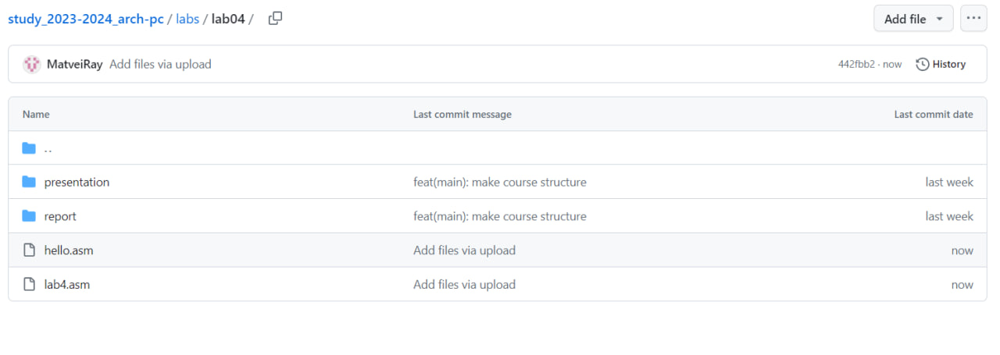 study_2023-2024_arch-pc / labs / lab04 / Add file ...
MatveiRay Add files via upload 442fbb2 · now History
Name Last commit message Last commit date
..
presentation feat(main): make course structure last week
report feat(main): make course structure last week
hello.asm Add files via upload now
lab4.asm Add files via upload now